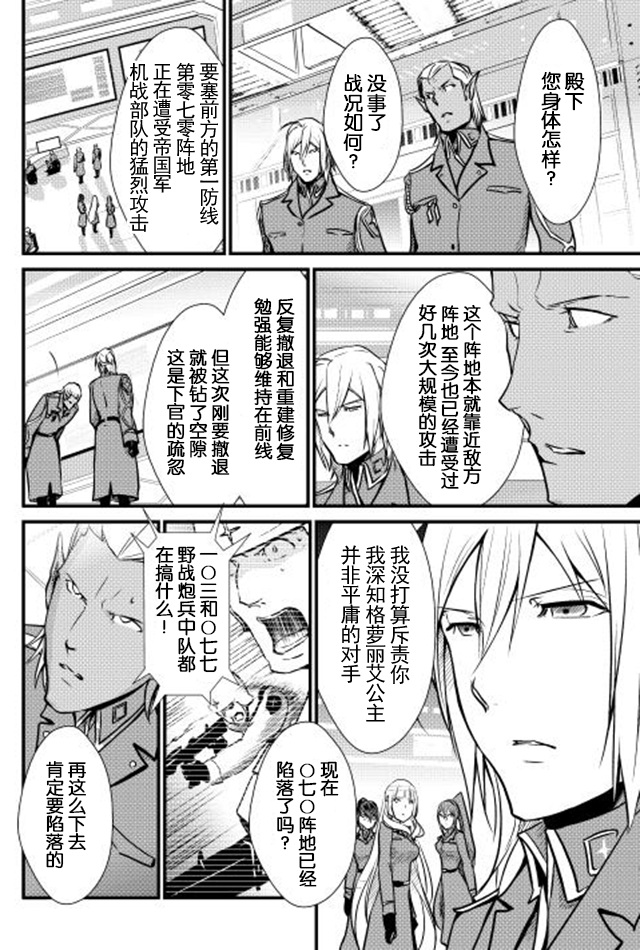 殿下
您身体怎样?
没事了
战况如何?
要塞前方的第一防线
第零七零阵地
正在遭受帝国军
机战部队的猛烈攻击
这个阵地本就靠近敌方
阵地 至今也已经遭受过
好几次大规模的攻击
反复撤退和重建修复
勉强能够维持在前线
但这次刚要撤退
就被钻了空隙
这是下官的疏忽
我没打算斥责你
我深知格萝丽艾公主
并非平庸的对手
现在
〇七〇阵地已经
陷落了吗?
一〇三和〇七七
野战炮兵中队都
在搞什么!
再这么下去
肯定要陷落的